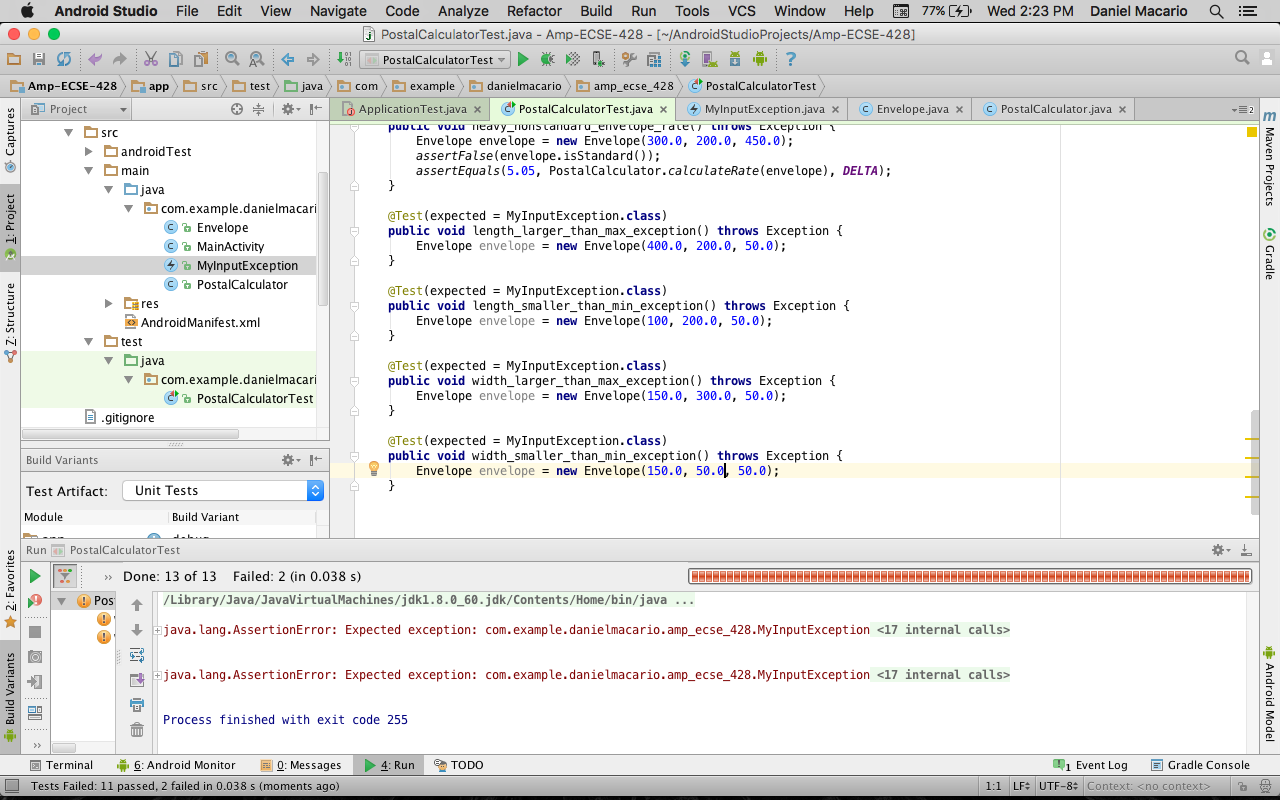 Android Studio File Edit View Navigate Code Analyze Refactor Build Run Tools VCS Window Help 77% Wed 2:23 PM Daniel Macario
PostalCalculatorTest.java - Amp-ECSE-428 - [~/AndroidStudioProjects/Amp-ECSE-428]
PostalCalculatorTest
Amp-ECSE-428 app src test java com example danielmacario amp_ecse_428 PostalCalculatorTest
Project
ApplicationTest.java PostalCalculatorTest.java MyInputException.java Envelope.java PostalCalculator.java
Captures
1: Project
Z: Structure
2: Favorites
Build Variants
src
androidTest
main
java
com.example.danielmacari
Envelope
MainActivity
MyInputException
PostalCalculator
res
AndroidManifest.xml
test
java
com.example.danielmacari
PostalCalculatorTest
.gitignore
Build Variants
Test Artifact: Unit Tests
Module Build Variant
public void heavy_nonstandard_envelope_rate() throws Exception {
Envelope envelope = new Envelope(300.0, 200.0, 450.0);
assertFalse(envelope.isStandard());
assertEquals(5.05, PostalCalculator.calculateRate(envelope), DELTA);
}
@Test(expected = MyInputException.class)
public void length_larger_than_max_exception() throws Exception {
Envelope envelope = new Envelope(400.0, 200.0, 50.0);
}
@Test(expected = MyInputException.class)
public void length_smaller_than_min_exception() throws Exception {
Envelope envelope = new Envelope(100, 200.0, 50.0);
}
@Test(expected = MyInputException.class)
public void width_larger_than_max_exception() throws Exception {
Envelope envelope = new Envelope(150.0, 300.0, 50.0);
}
@Test(expected = MyInputException.class)
public void width_smaller_than_min_exception() throws Exception {
Envelope envelope = new Envelope(150.0, 50.0, 50.0);
}
Maven Projects
Gradle
Android Model
Run PostalCalculatorTest
Done: 13 of 13 Failed: 2 (in 0.038 s)
Pos
/Library/Java/JavaVirtualMachines/jdk1.8.0_60.jdk/Contents/Home/bin/java ...
java.lang.AssertionError: Expected exception: com.example.danielmacario.amp_ecse_428.MyInputException <17 internal calls>
java.lang.AssertionError: Expected exception: com.example.danielmacario.amp_ecse_428.MyInputException <17 internal calls>
Process finished with exit code 255
Terminal 6: Android Monitor 0: Messages 4: Run TODO 1 Event Log Gradle Console
Tests Failed: 11 passed, 2 failed in 0.038 s (moments ago) 1:1 LF UTF-8 Context: <no context>